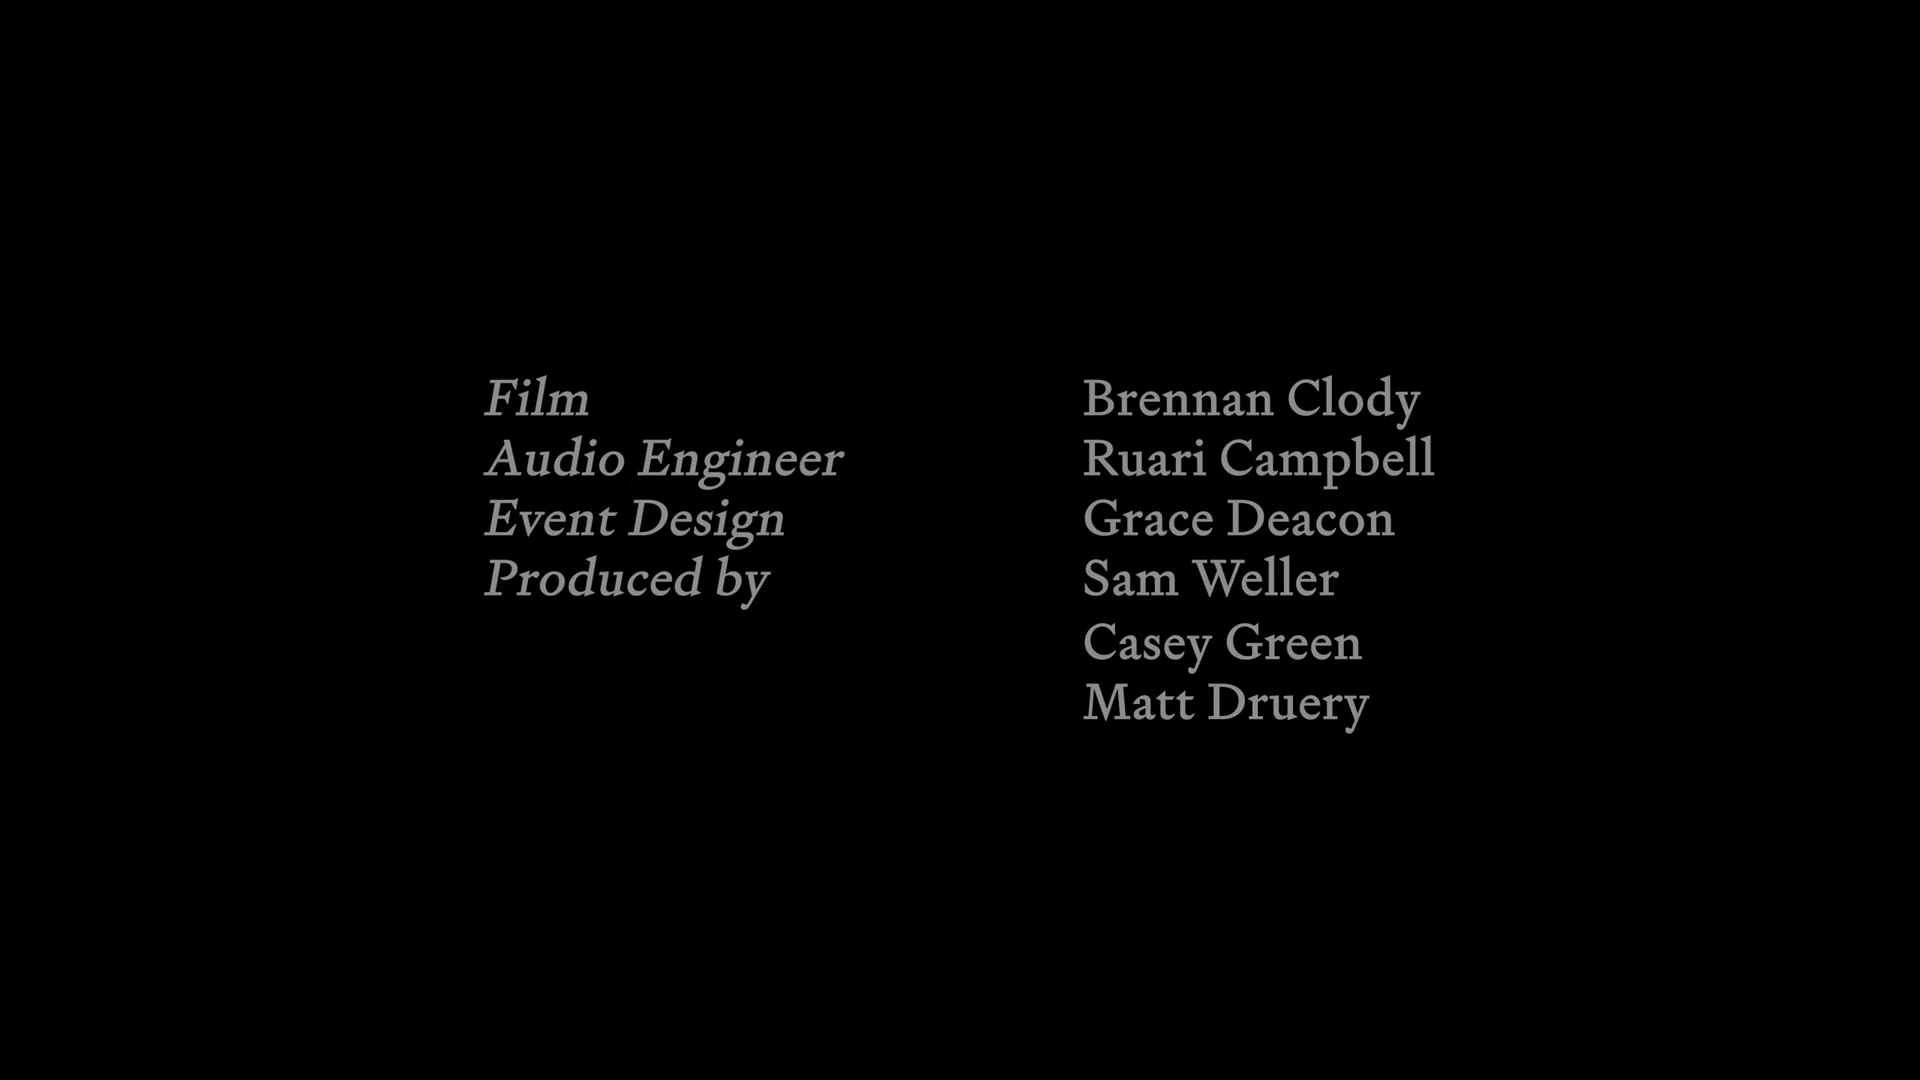 Film Brennan Clody
Audio Engineer Ruari Campbell
Event Design Grace Deacon
Produced by Sam Weller
Casey Green
Matt Druery